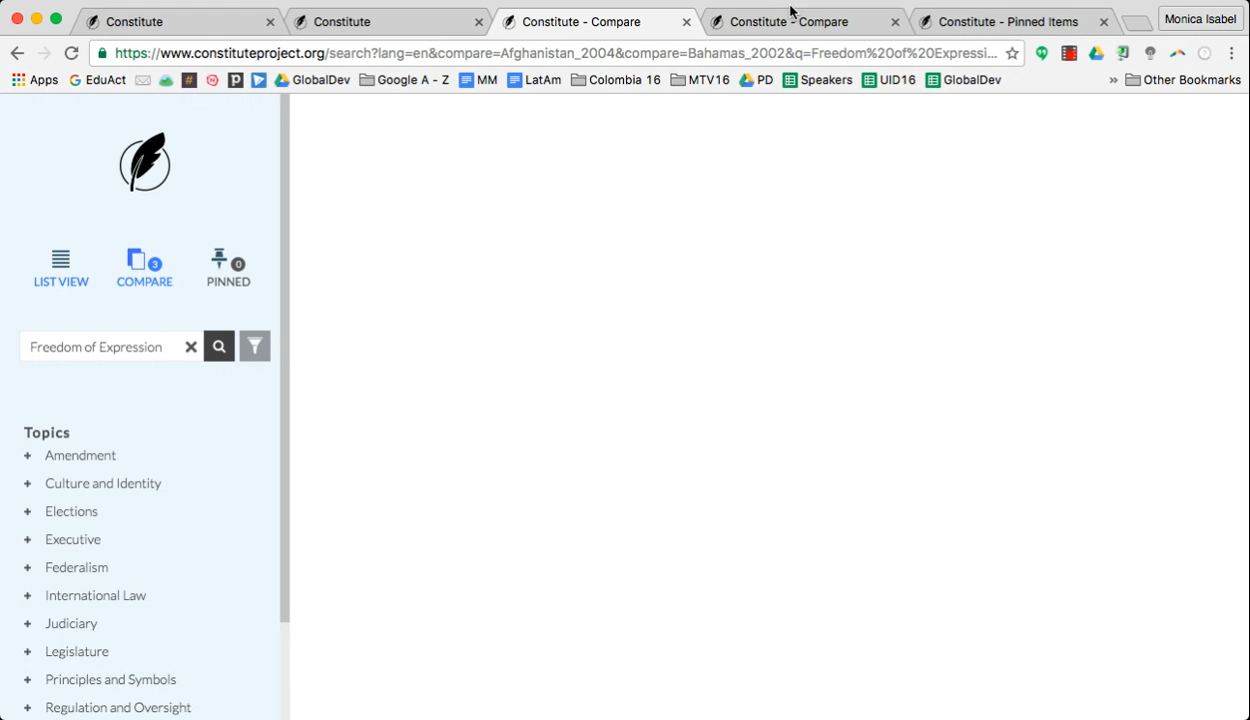 Constitute
Constitute
Constitute - Compare
Constitute - Compare
Constitute - Pinned Items
Monica Isabel
https://www.constituteproject.org/search?lang=en&compare=Afghanistan_2004&compare=Bahamas_2002&q=Freedom%20of%20Expressi...
Apps EduAct GlobalDev Google A - Z MM LatAm Colombia 16 MTV16 PD Speakers UID16 GlobalDev » Other Bookmarks
3 0
LIST VIEW COMPARE PINNED
Freedom of Expression
Topics
+ Amendment
+ Culture and Identity
+ Elections
+ Executive
+ Federalism
+ International Law
+ Judiciary
+ Legislature
+ Principles and Symbols
+ Regulation and Oversight